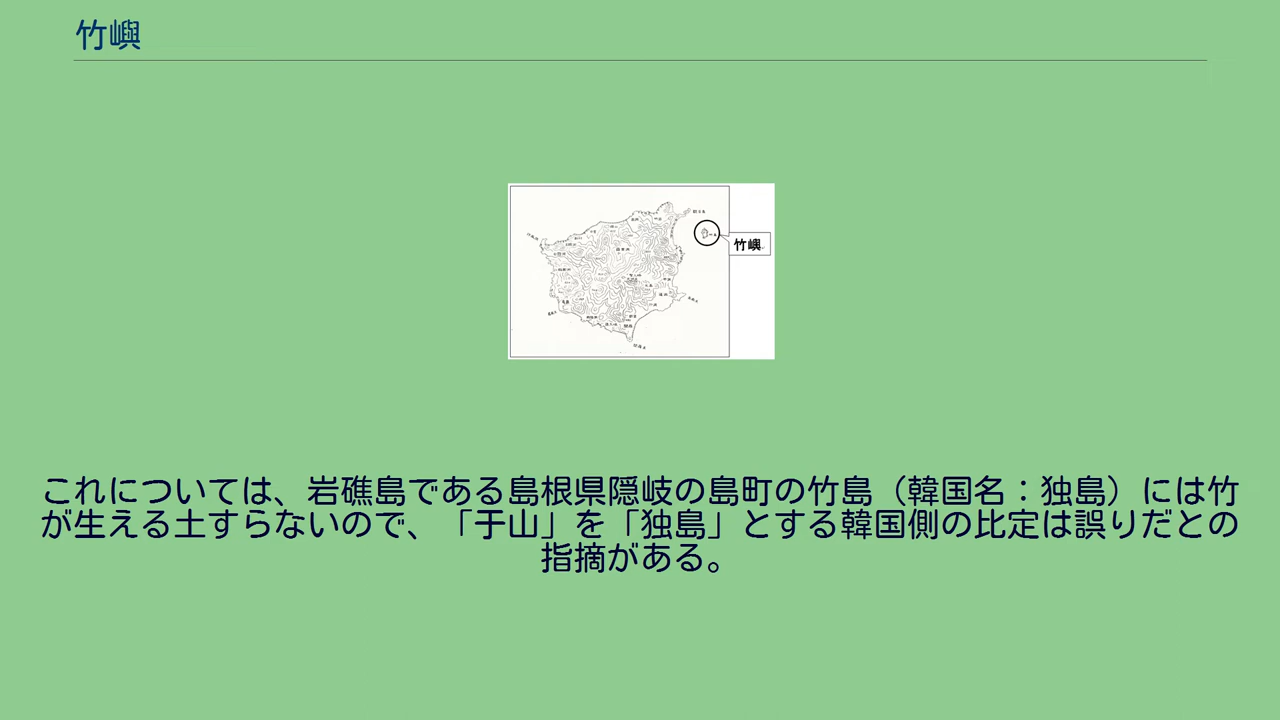 竹嶼
竹嶼
これについては、岩礁島である島根県隠岐の島町の竹島（韓国名：独島）には竹
が生える土すらないので、「于山」を「独島」とする韓国側の比定は誤りだとの
指摘がある。